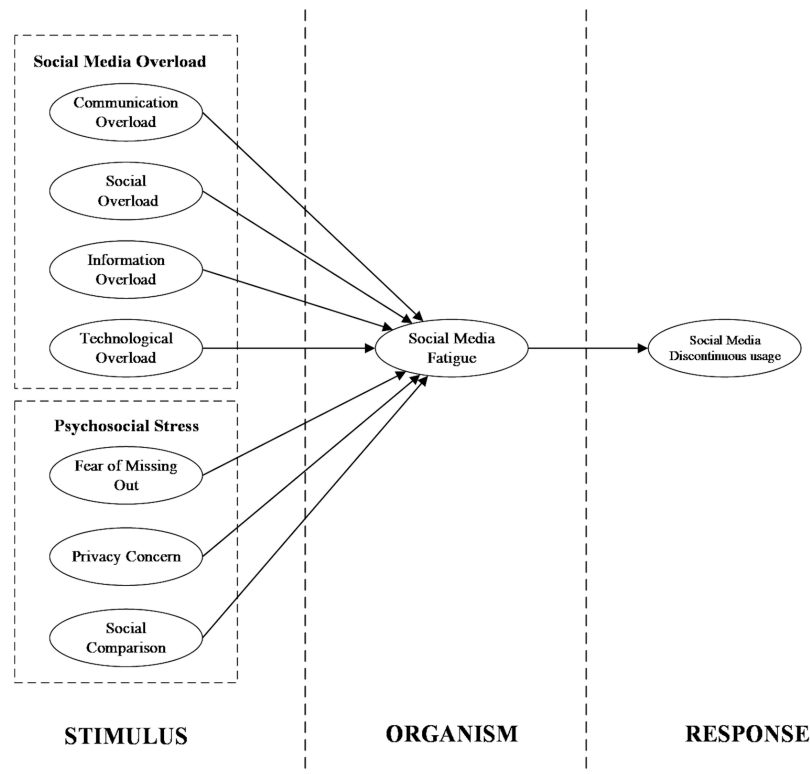 Social Media Overload
Communication
Overload
Social
Overload
Information
Overload
Technological
Overload
Psychosocial Stress
Fear of Missing
Out
Privacy Concern
Social
Comparison
Social Media
Fatigue
Social Media
Discontinuous usage
STIMULUS
ORGANISM
RESPONSE